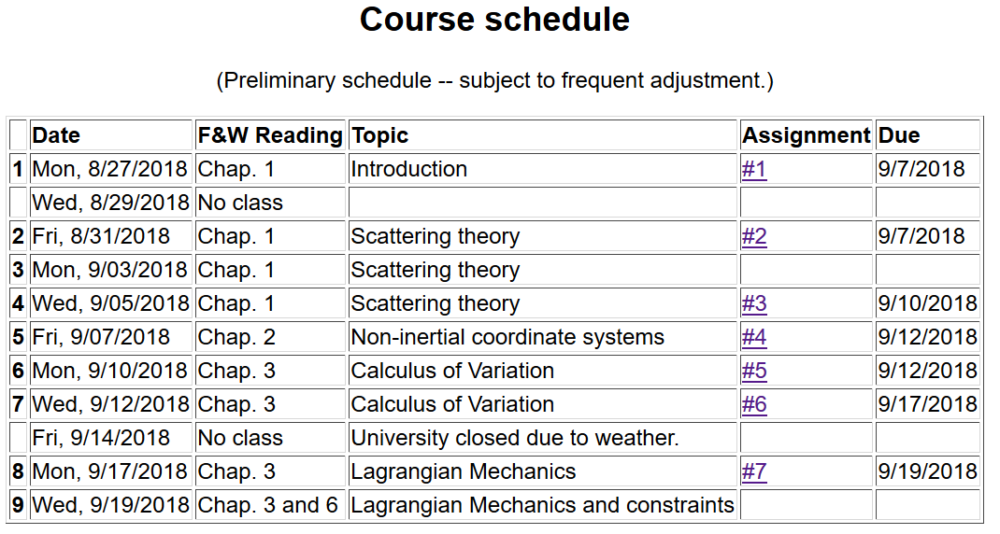 Course schedule
(Preliminary schedule -- subject to frequent adjustment.)
Date F&W Reading Topic Assignment Due
1 Mon, 8/27/2018 Chap. 1 Introduction #1 9/7/2018
Wed, 8/29/2018 No class
2 Fri, 8/31/2018 Chap. 1 Scattering theory #2 9/7/2018
3 Mon, 9/03/2018 Chap. 1 Scattering theory
4 Wed, 9/05/2018 Chap. 1 Scattering theory #3 9/10/2018
5 Fri, 9/07/2018 Chap. 2 Non-inertial coordinate systems #4 9/12/2018
6 Mon, 9/10/2018 Chap. 3 Calculus of Variation #5 9/12/2018
7 Wed, 9/12/2018 Chap. 3 Calculus of Variation #6 9/17/2018
Fri, 9/14/2018 No class University closed due to weather.
8 Mon, 9/17/2018 Chap. 3 Lagrangian Mechanics #7 9/19/2018
9 Wed, 9/19/2018 Chap. 3 and 6 Lagrangian Mechanics and constraints